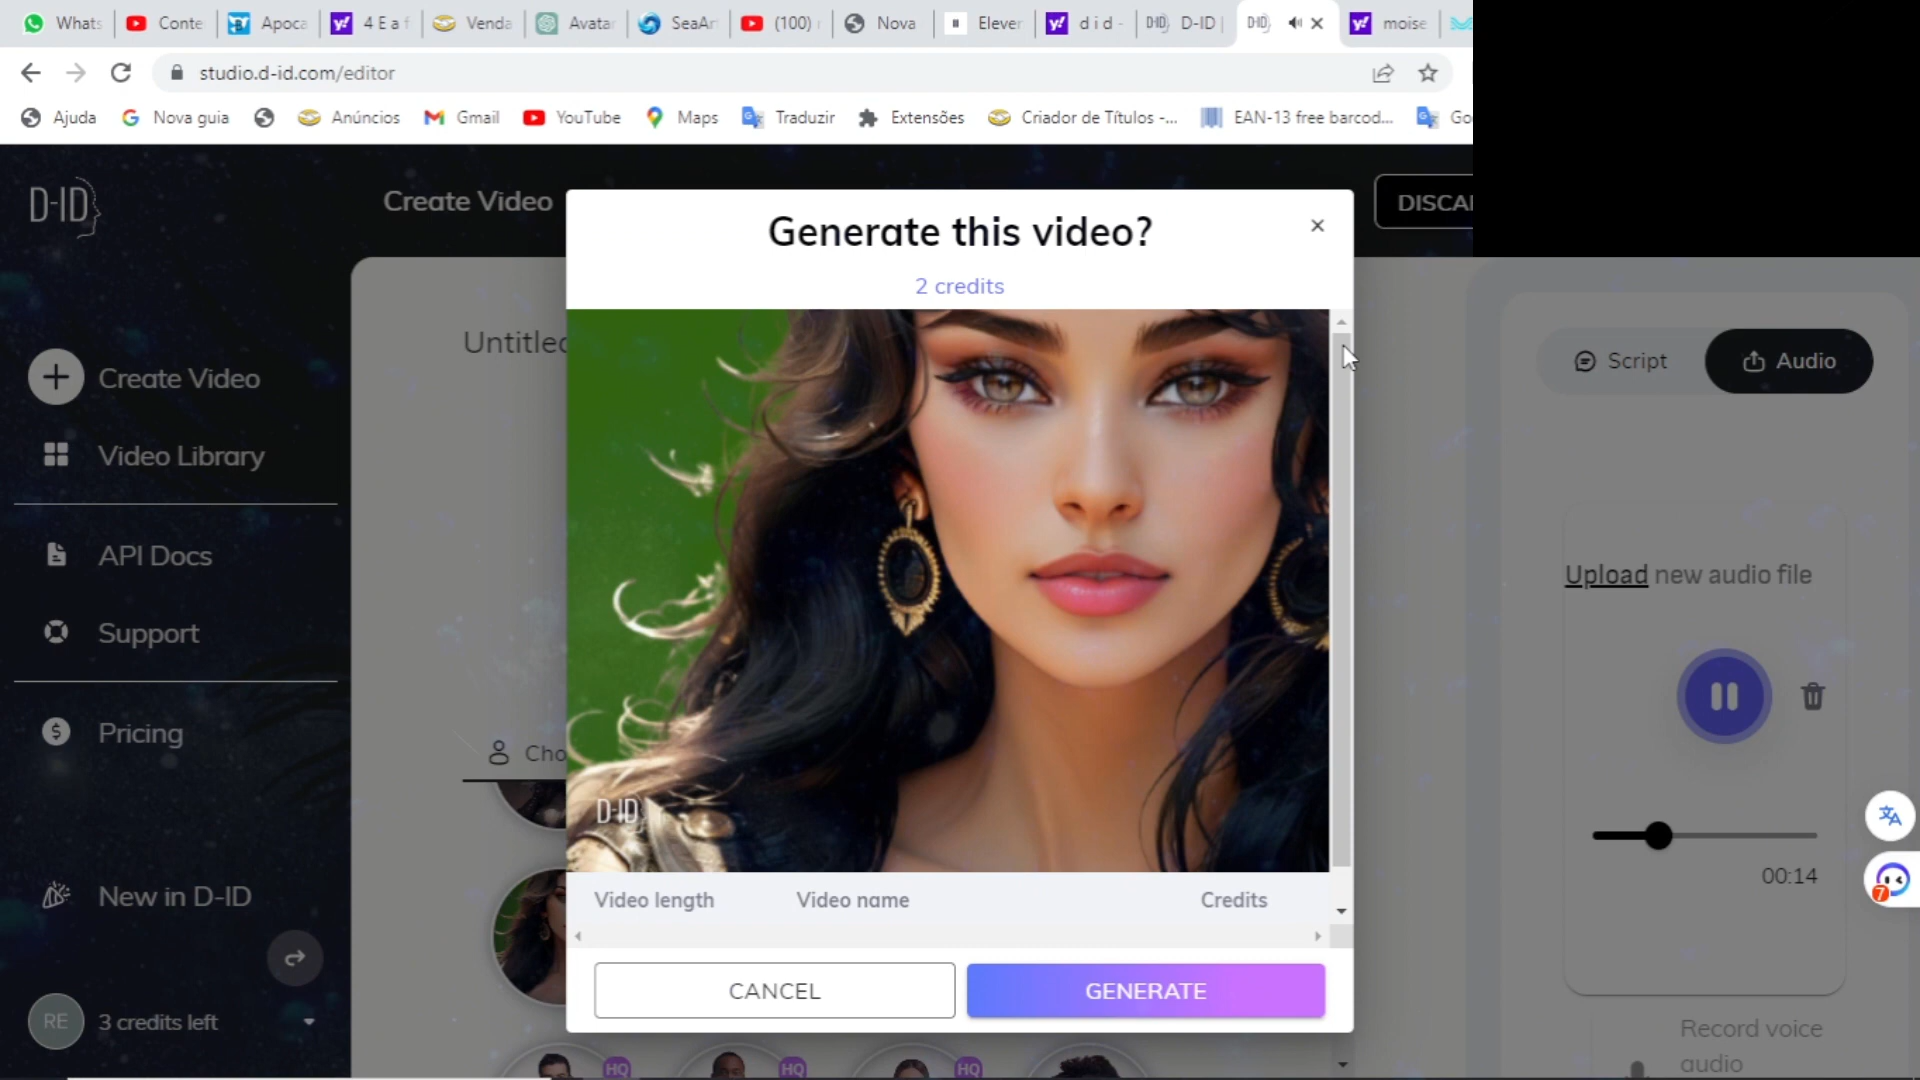 Whats
Conte
Apoca
4 E a f
Venda
Avatar
SeaAr
(100)
Nova
Elever
d i d -
D-ID |
moise
studio.d-id.com/editor
Ajuda
Nova guia
Anúncios
Gmail
YouTube
Maps
Traduzir
Extensões
Criador de Títulos -...
EAN-13 free barcod...
Go
D-ID
Create Video
DISCA
Generate this video?
2 credits
Untitled
Create Video
Video Library
API Docs
Support
Pricing
New in D-ID
RE
3 credits left
Cho
D-ID
Video length
Video name
Credits
CANCEL
GENERATE
Script
Audio
Upload new audio file
00:14
7
Record voice
audio
HQ
HQ
HQ